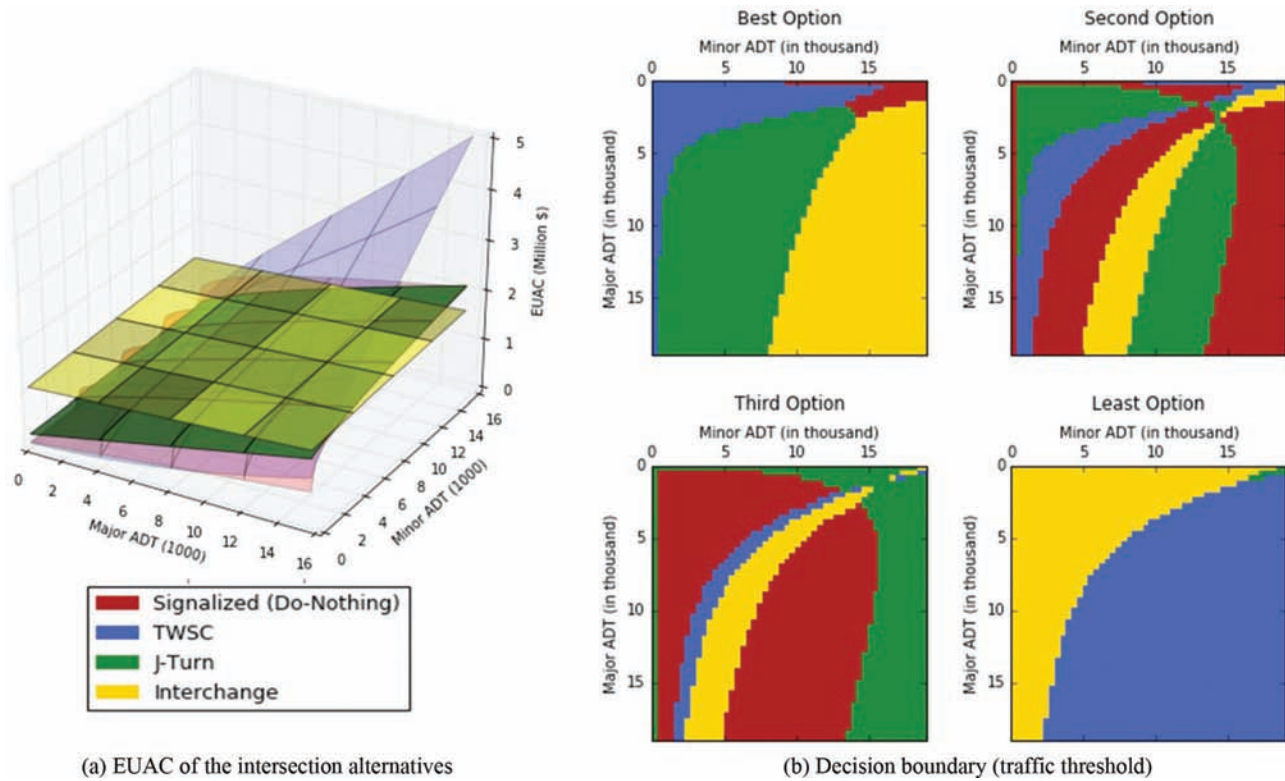 5
4
3
2
1
0
EUAC (Million $)
0
2
4
6
8
10
12
14
16
Major ADT (1000)
0
2
4
6
8
10
12
14
16
Minor ADT (1000)
Signalized (Do-Nothing)
TWSC
J-Turn
Interchange
(a) EUAC of the intersection alternatives
Best Option
Minor ADT (in thousand)
0 5 10 15
0
5
10
15
Major ADT (in thousand)
Second Option
Minor ADT (in thousand)
0 5 10 15
0
5
10
15
Major ADT (in thousand)
Third Option
Minor ADT (in thousand)
0 5 10 15
0
5
10
15
Major ADT (in thousand)
Least Option
Minor ADT (in thousand)
0 5 10 15
0
5
10
15
Major ADT (in thousand)
(b) Decision boundary (traffic threshold)